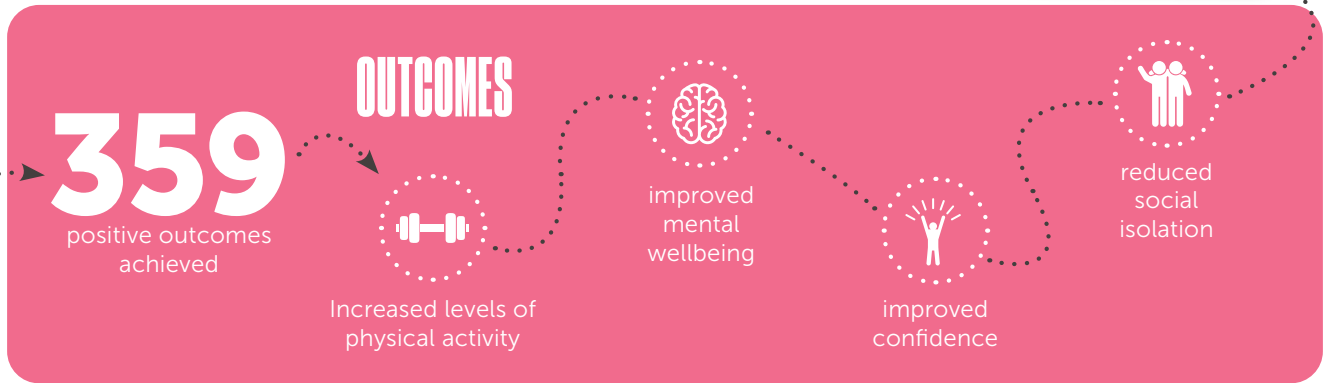 OUTCOMES
359
positive outcomes
achieved
Increased levels of
physical activity
improved
mental
wellbeing
improved
confidence
reduced
social
isolation